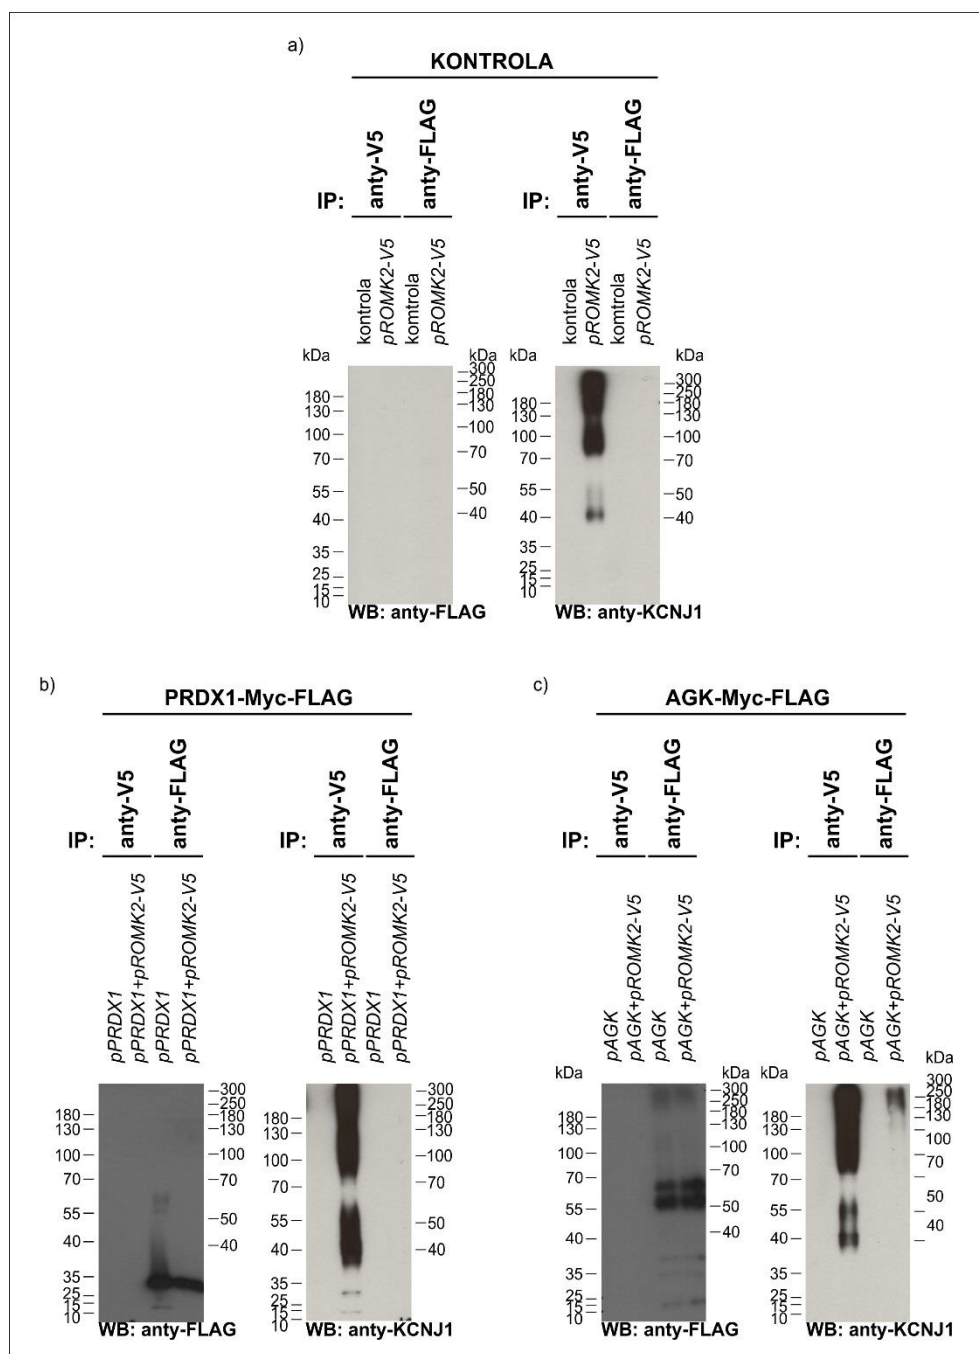 a)
KONTROLA
IP:
anty-V5
anty-FLAG
IP:
anty-V5
anty-FLAG
kontrola
pROMK2-V5
komtrola
pROMK2-V5
kontrola
pROMK2-V5
komtrola
pROMK2-V5
kDa
180
130
100
70
55
40
35
25
15
10
kDa
300
250
180
130
100
70
50
40
WB: anty-FLAG
kDa
180
130
100
70
55
40
35
25
15
10
kDa
300
250
180
130
100
70
50
40
WB: anty-KCNJ1
b)
PRDX1-Myc-FLAG
IP:
anty-V5
anty-FLAG
IP:
anty-V5
anty-FLAG
pPRDX1
pPRDX1+pROMK2-V5
pPRDX1
pPRDX1+pROMK2-V5
pPRDX1
pPRDX1+pROMK2-V5
pPRDX1
pPRDX1+pROMK2-V5
180
130
100
70
55
40
35
25
15
10
300
250
180
130
100
70
50
40
WB: anty-FLAG
180
130
100
70
55
40
35
25
15
10
300
250
180
130
100
70
50
40
WB: anty-KCNJ1
c)
AGK-Myc-FLAG
IP:
anty-V5
anty-FLAG
IP:
anty-V5
anty-FLAG
pAGK
pAGK+pROMK2-V5
pAGK
pAGK+pROMK2-V5
pAGK
pAGK+pROMK2-V5
pAGK
pAGK+pROMK2-V5
kDa
180
130
100
70
55
40
35
25
15
10
kDa
300
250
180
130
100
70
50
40
WB: anty-FLAG
kDa
180
130
100
70
55
40
35
25
15
10
kDa
300
250
180
130
100
70
50
40
WB: anty-KCNJ1